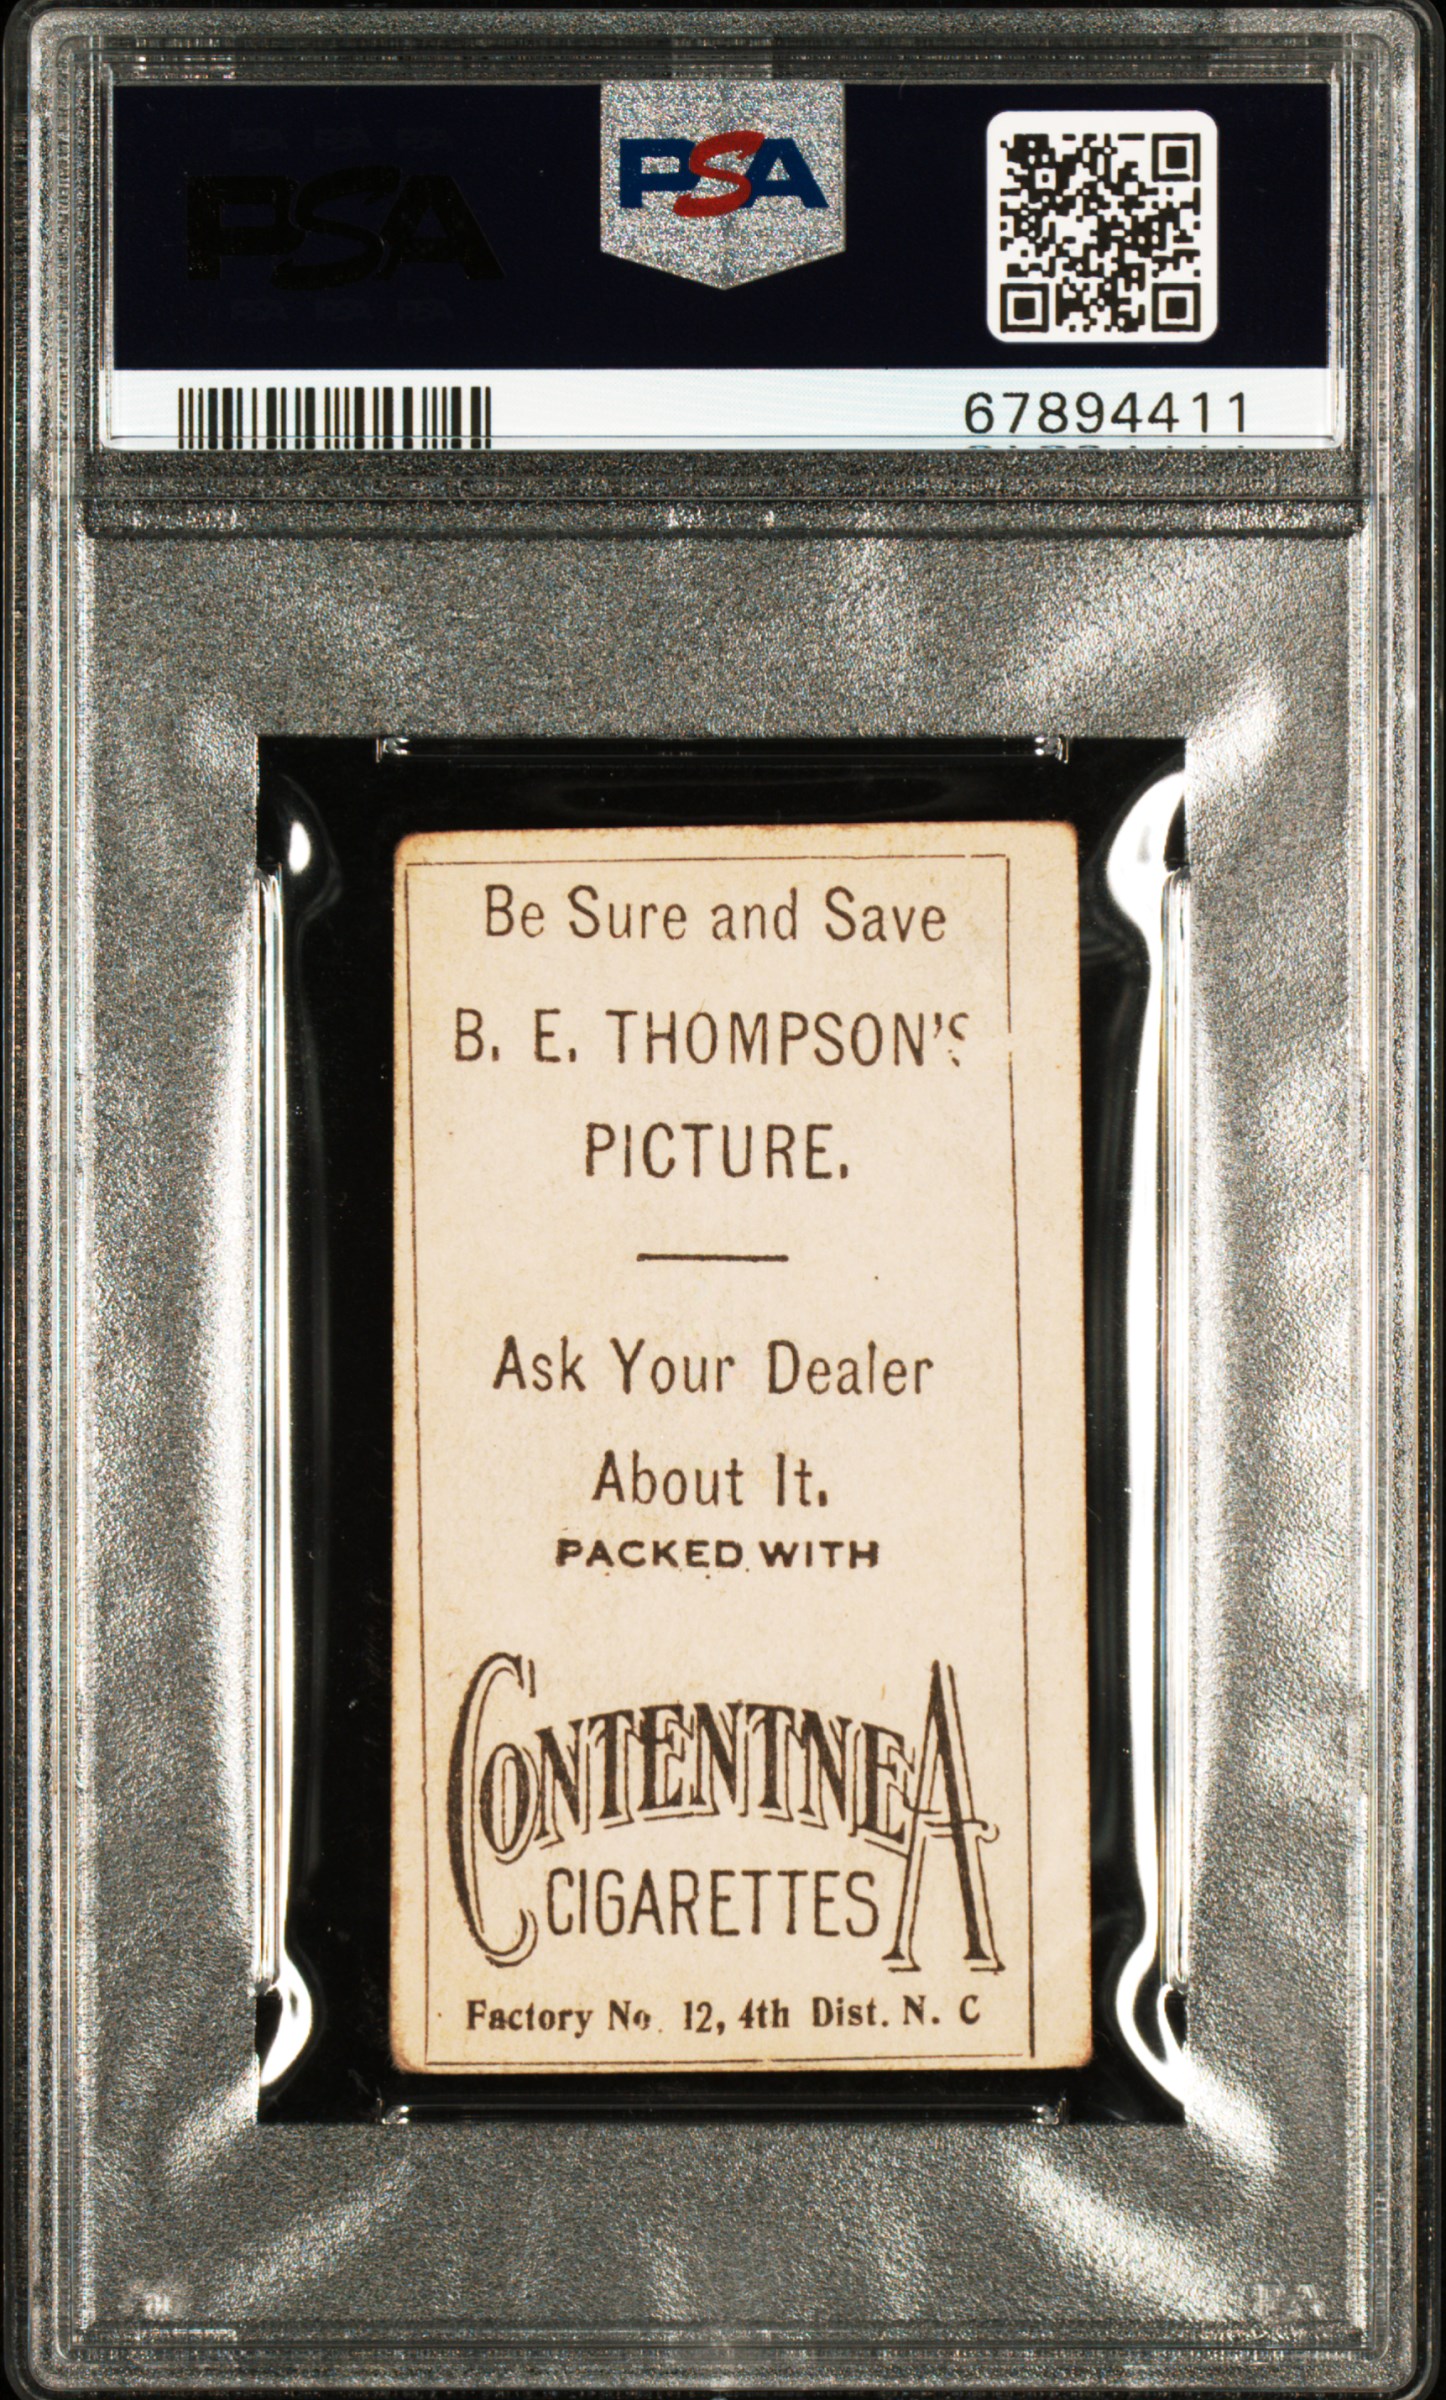 PSA
PSA
67894411
Be Sure and Save
B. E. THOMPSON'S
PICTURE.
Ask Your Dealer
About It.
PACKED WITH
CONTENTNEA
CIGARETTES
Factory No. 12, 4th Dist. N. C